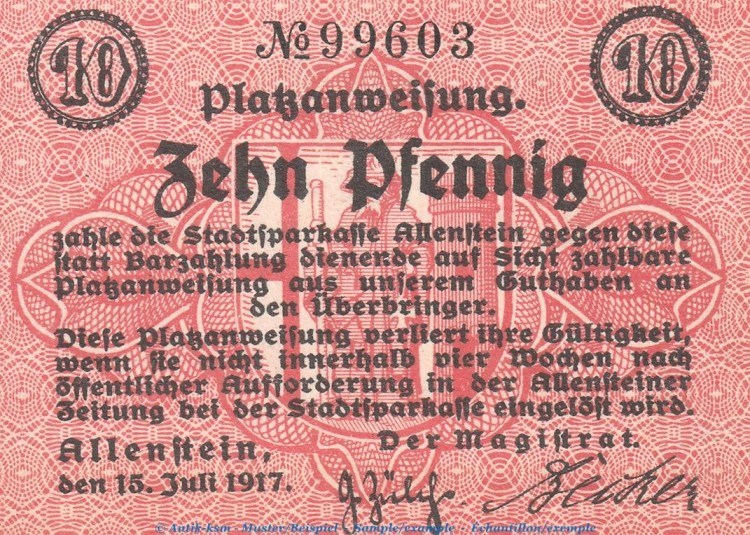 10 № 99603 10
Platzanweisung.
Zehn Pfennig
zahle die Stadtsparkasse Allenstein gegen diese
statt Barzahlung dienende auf Sicht zahlbare
Platzanweisung aus unserem Guthaben an
den Überbringer.
Diese Platzanweisung verliert ihre Gültigkeit,
wenn sie nicht innerhalb vier Wochen nach
öffentlicher Aufforderung in der Allensteiner
Zeitung bei der Stadtsparkasse eingelöst wird.
Allenstein, Der Magistrat.
den 15. Juli 1917. G. Zülch
© Antik-ksm - Muster/Beispiel - Sample/example - Echantillon/exemple